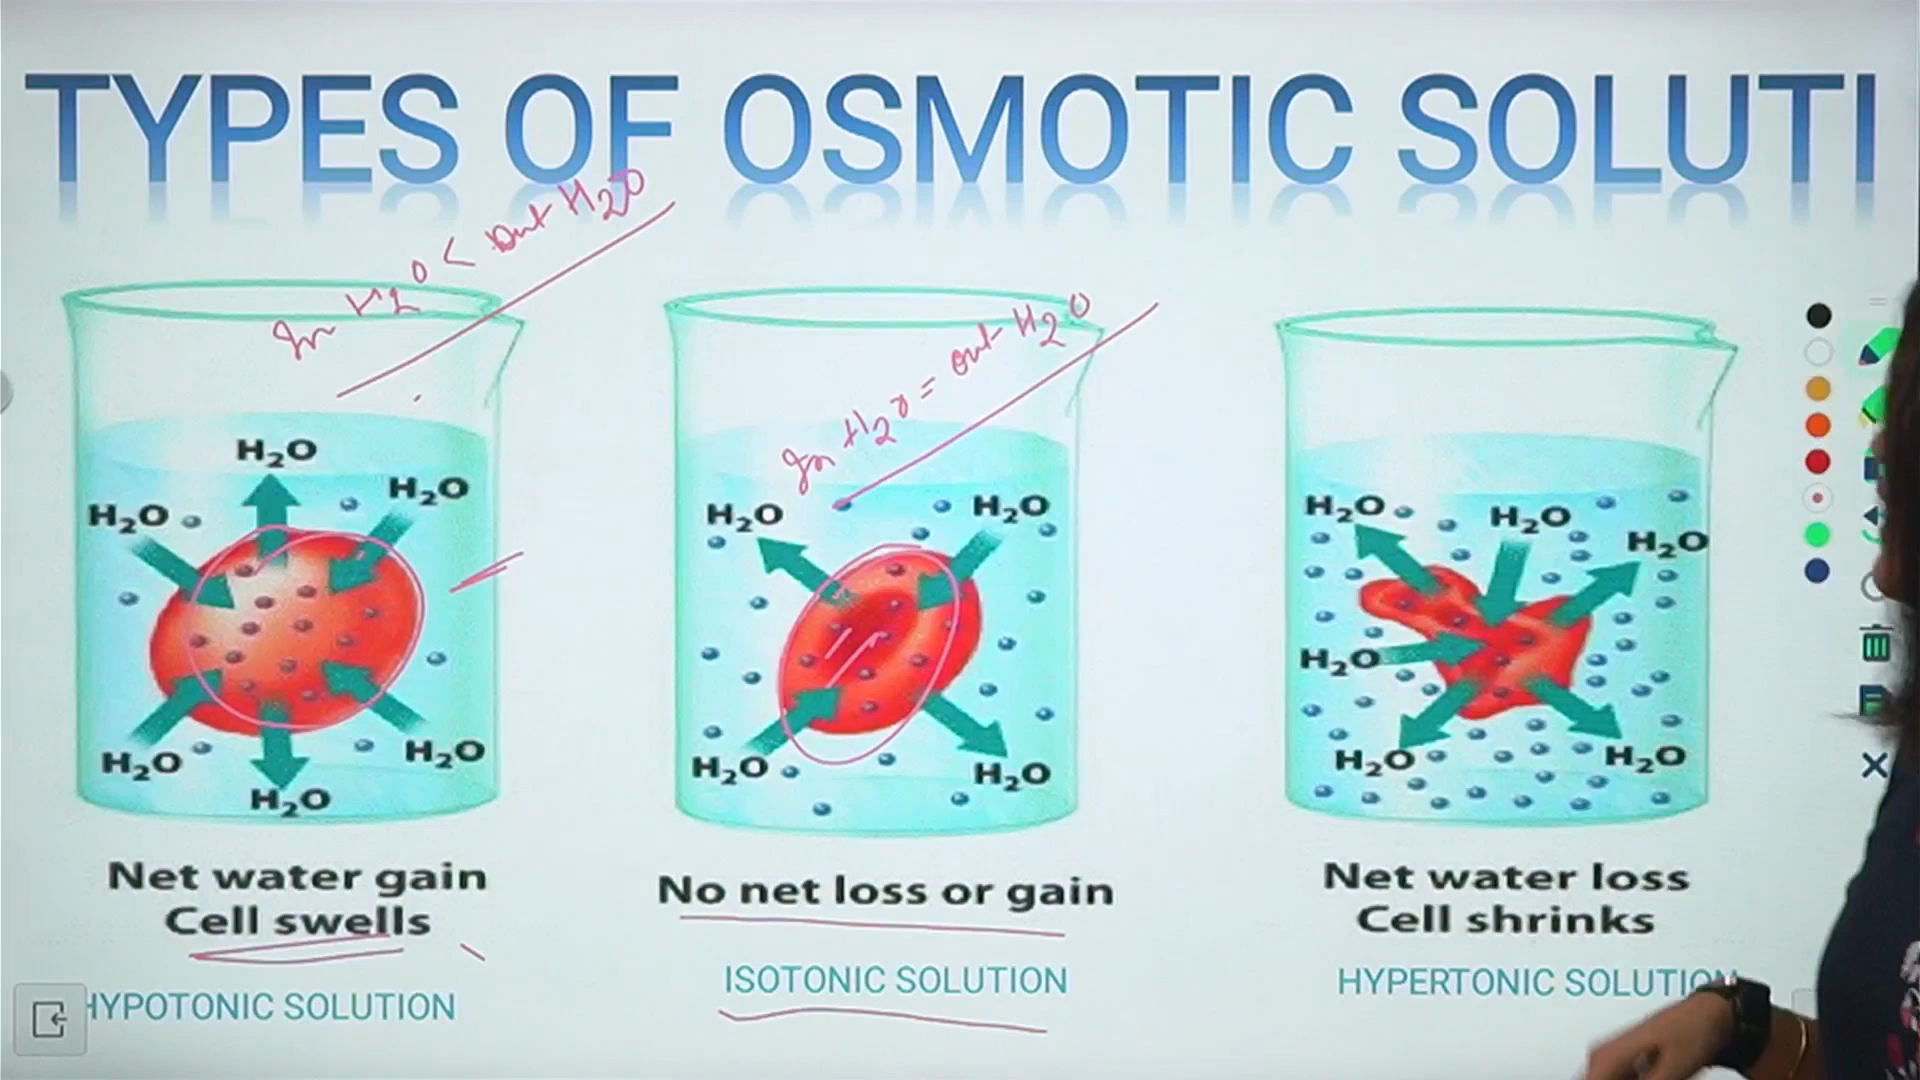 TYPES OF OSMOTIC SOLUTI
In H₂O < Out H₂O
In H₂O = out H₂O
H₂O
H₂O
H₂O
H₂O
H₂O
H₂O
Net water gain
Cell swells
HYPOTONIC SOLUTION
H₂O
H₂O
H₂O
H₂O
No net loss or gain
ISOTONIC SOLUTION
H₂O
H₂O
H₂O
H₂O
H₂O
H₂O
Net water loss
Cell shrinks
HYPERTONIC SOLUTION